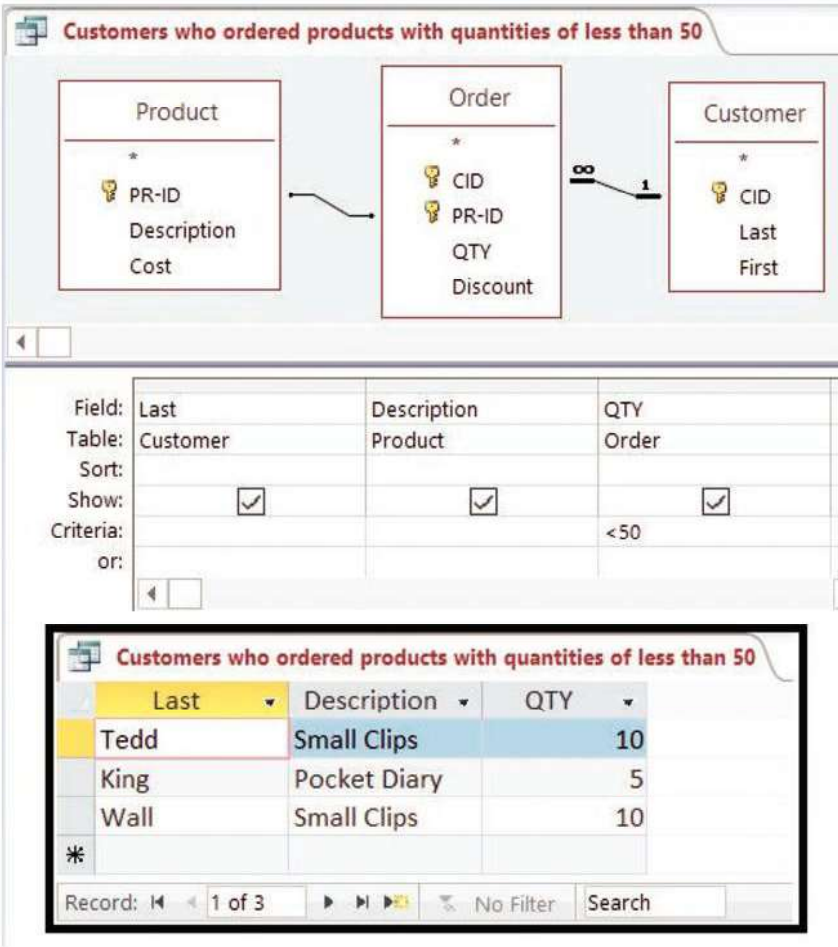 Customers who ordered products with quantities of less than 50
Product
*
PR-ID
Description
Cost
Order
*
CID
PR-ID
QTY
Discount
∞ 1
Customer
*
CID
Last
First
Field: Last Description QTY
Table: Customer Product Order
Sort:
Show:
Criteria: <50
or:
Customers who ordered products with quantities of less than 50
Last Description QTY
Tedd Small Clips 10
King Pocket Diary 5
Wall Small Clips 10
Record: 1 of 3 No Filter Search